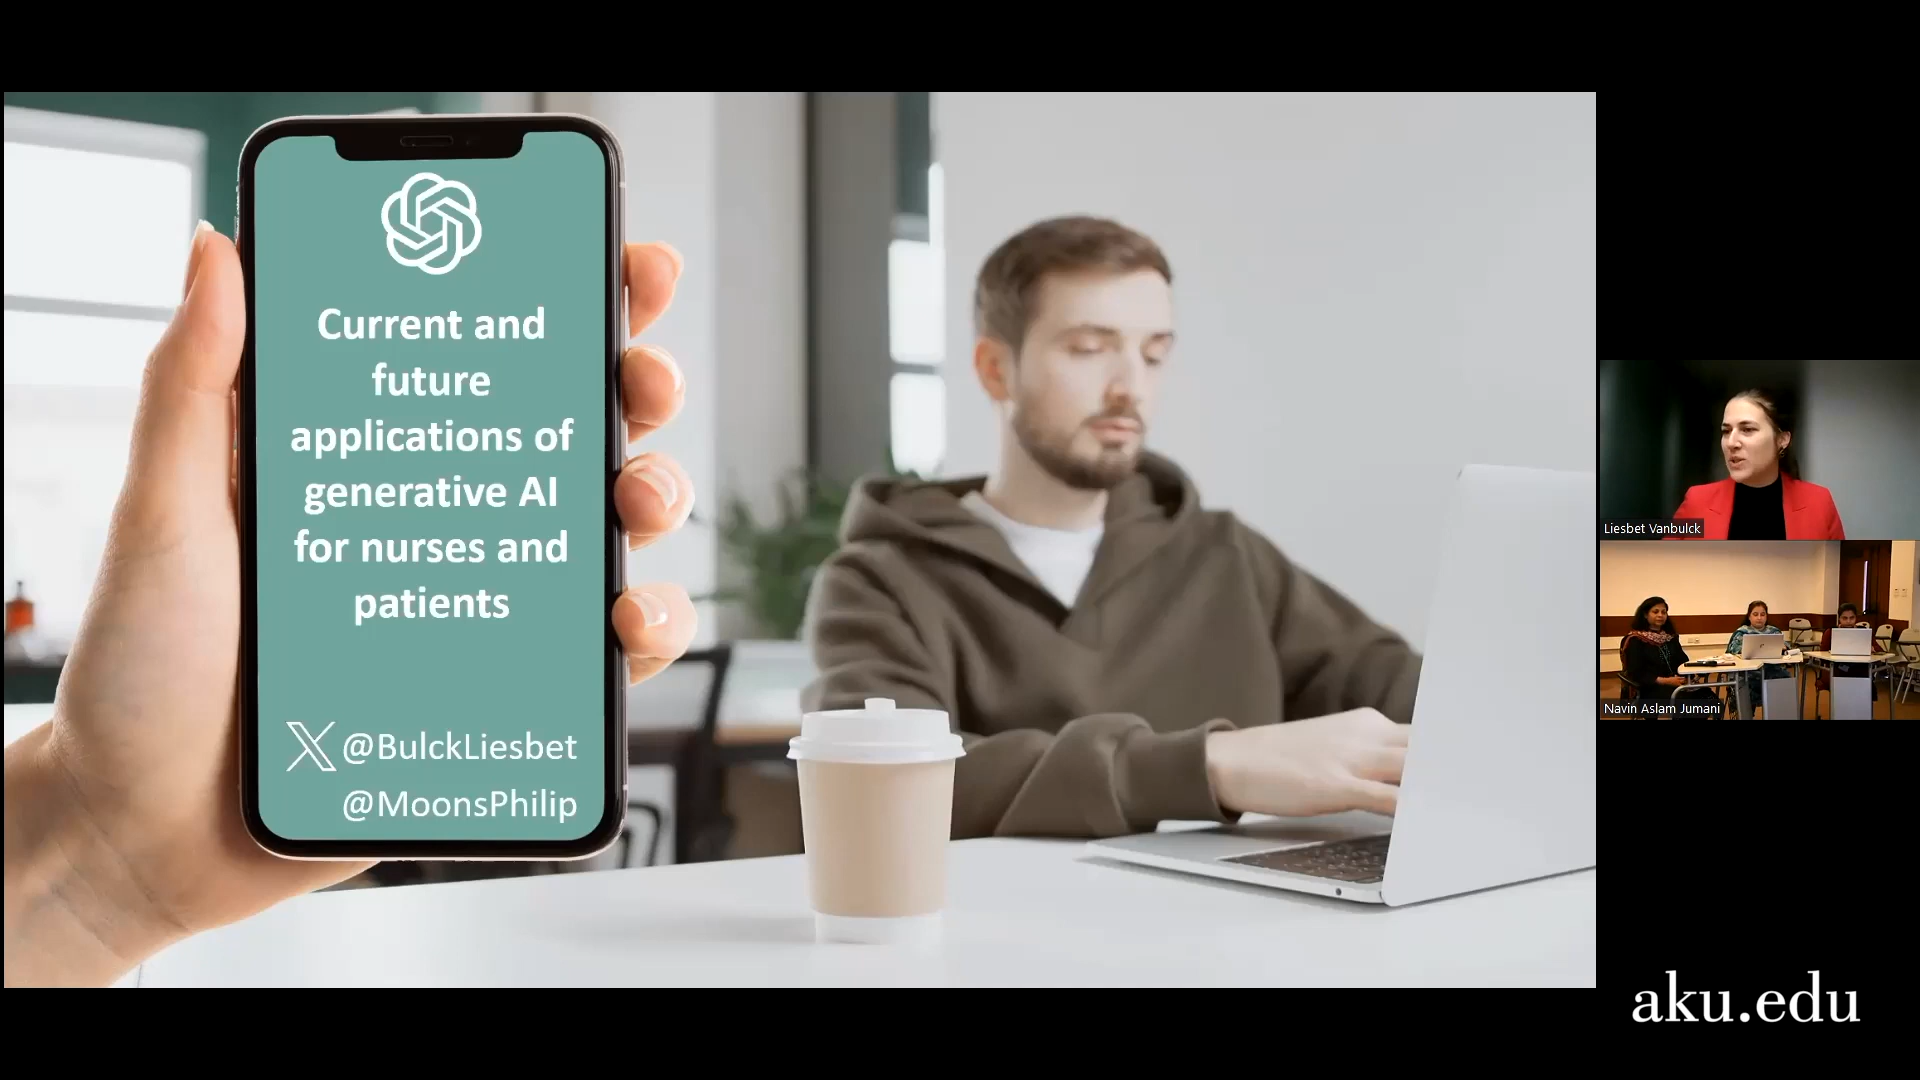 Current and
future
applications of
generative AI
for nurses and
patients
@BulckLiesbet
@MoonsPhilip
Liesbet Vanbulck
Navin Aslam Jumani
aku.edu